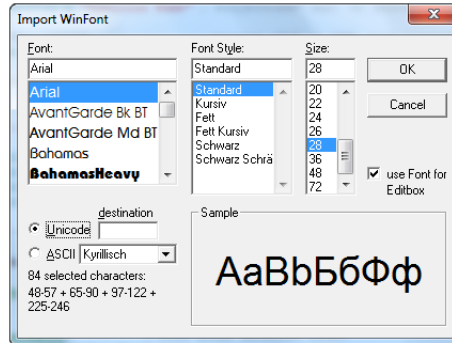 Import WinFont
Font:
Arial
Arial
AvantGarde Bk BT
AvantGarde Md BT
Bahamas
BahamasHeavy
Font Style:
Standard
Standard
Kursiv
Fett
Fett Kursiv
Schwarz
Schwarz Schrä
Size:
28
20
22
24
26
28
36
48
72
OK
Cancel
use Font for
Editbox
destination
Unicode
ASCII Kyrillisch
84 selected characters:
48-57 + 65-90 + 97-122 +
225-246
Sample
AaBbБбФф